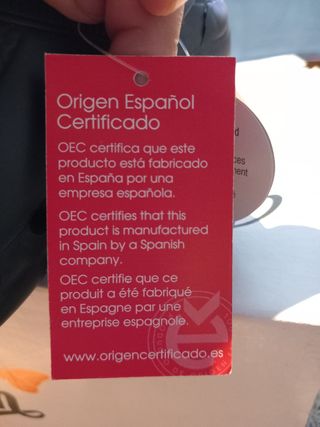 Origen Español
Certificado
OEC certifica que este
producto está fabricado
en España por una
empresa española.
OEC certifies that this
product is manufactured
in Spain by a Spanish
company.
OEC certifie que ce
produit a été fabriqué
en Espagne par une
entreprise espagnole.
www.origencertificado.es